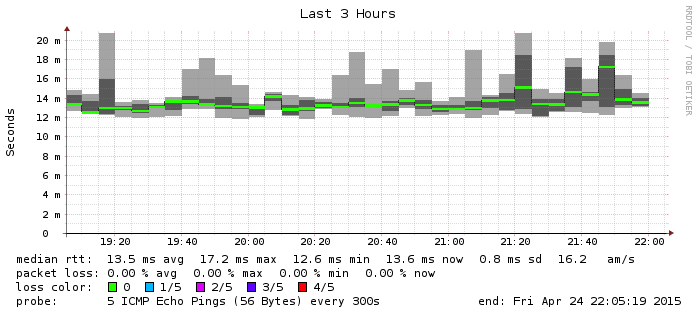 Last 3 Hours
RRDTOOL / TOBI OETIKER
Seconds
20 m
18 m
16 m
14 m
12 m
10 m
8 m
6 m
4 m
2 m
0
19:20 19:40 20:00 20:20 20:40 21:00 21:20 21:40 22:00
median rtt: 13.5 ms avg 17.2 ms max 12.6 ms min 13.6 ms now 0.8 ms sd 16.2 am/s
packet loss: 0.00 % avg 0.00 % max 0.00 % min 0.00 % now
loss color: 0 1/5 2/5 3/5 4/5
probe: 5 ICMP Echo Pings (56 Bytes) every 300s end: Fri Apr 24 22:05:19 2015